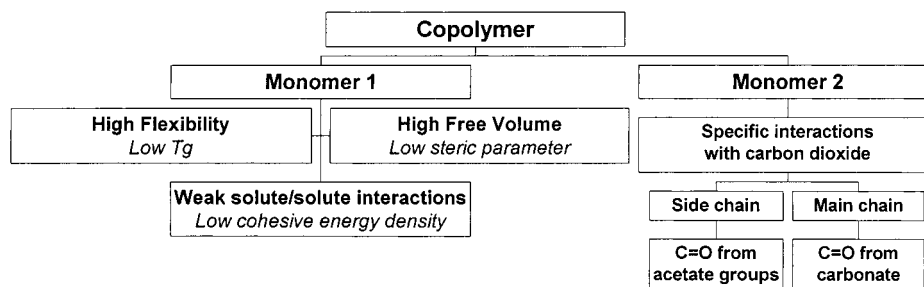 Copolymer
Monomer 1
Monomer 2
High Flexibility
Low Tg
High Free Volume
Low steric parameter
Specific interactions
with carbon dioxide
Weak solute/solute interactions
Low cohesive energy density
Side chain
Main chain
C=O from
acetate groups
C=O from
carbonate